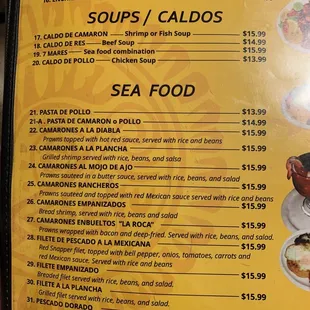 SOUPS / CALDOS
17. CALDO DE CAMARON Shrimp or Fish Soup $15.99
18. CALDO DE RES Beef Soup $14.99
19. 7 MARES Sea food combination $15.99
20. CALDO DE POLLO Chicken Soup $13.99
SEA FOOD
21. PASTA DE POLLO $13.99
21-A . PASTA DE CAMARON o POLLO $14.99
22. CAMARONES A LA DIABLA $15.99
Prawns topped with hot red sauce, served with rice and beans
23. CAMARONES A LA PLANCHA $15.99
Grilled shrimp served with rice, beans, and salsa
24. CAMARONES AL MOJO DE AJO $15.99
Prawns sauteed in a butter sauce, served with rice, beans, and salad.
25. CAMARONES RANCHEROS $15.99
Prawns sauteed and topped with red Mexican sauce served with rice and beans
26. CAMARONES EMPANIZADOS $15.99
Bread shrimp, served with rice, beans and salad
27. CAMARONES ENBUELTOS "LA ROCA" $15.99
Prawns wrapped with bacon and deep-fried. Served with rice, beans, and salad.
28. FILETE DE PESCADO A LA MEXICANA $15.99
Red Snapper filet, topped with bell pepper, onios, tomatoes, carrots and
red Mexican sauce. Served with rice and beans
29. FILETE EMPANIZADO $15.99
Breaded filet served with rice, beans, and salad.
30. FILETE A LA PLANCHA $15.99
Grilled filet served with rice, beans, and salad.
31. PESCADO DORADO $15.99